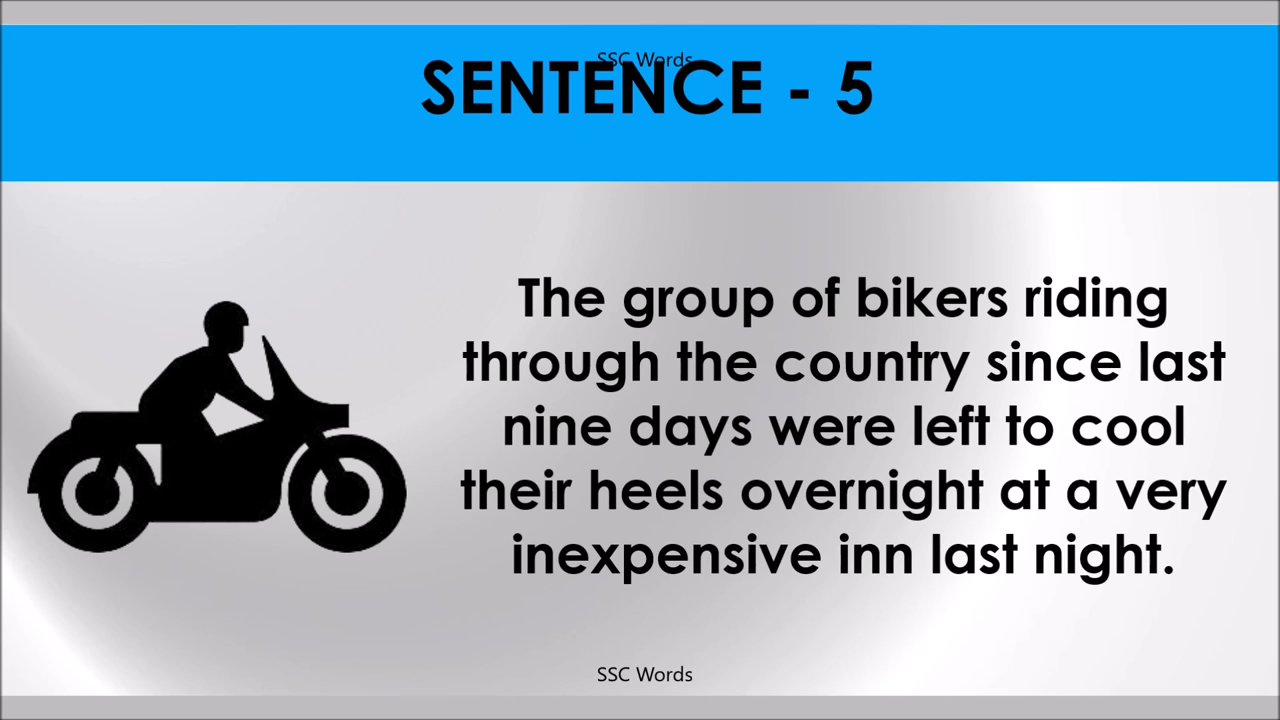 SSC Words
SENTENCE - 5
The group of bikers riding
through the country since last
nine days were left to cool
their heels overnight at a very
inexpensive inn last night.
SSC Words